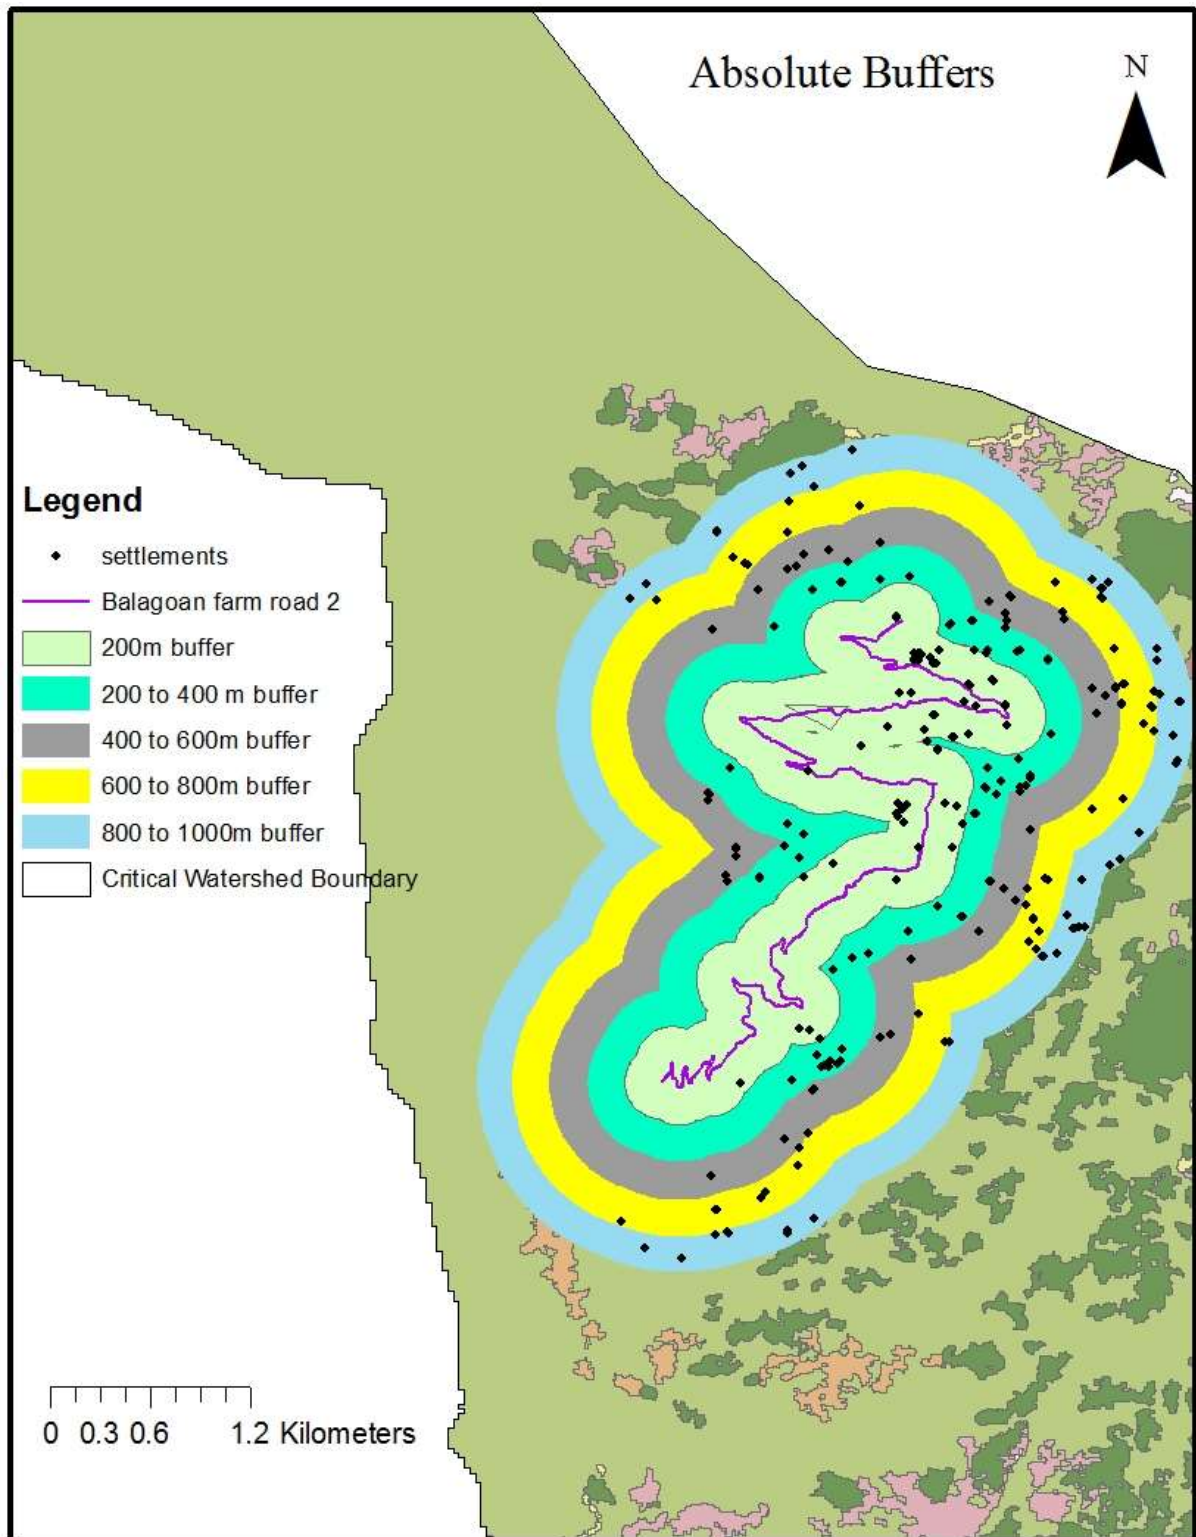 Absolute Buffers
N
Legend
settlements
Balagoan farm road 2
200m buffer
200 to 400 m buffer
400 to 600m buffer
600 to 800m buffer
800 to 1000m buffer
Critical Watershed Boundary
0 0.3 0.6 1.2 Kilometers